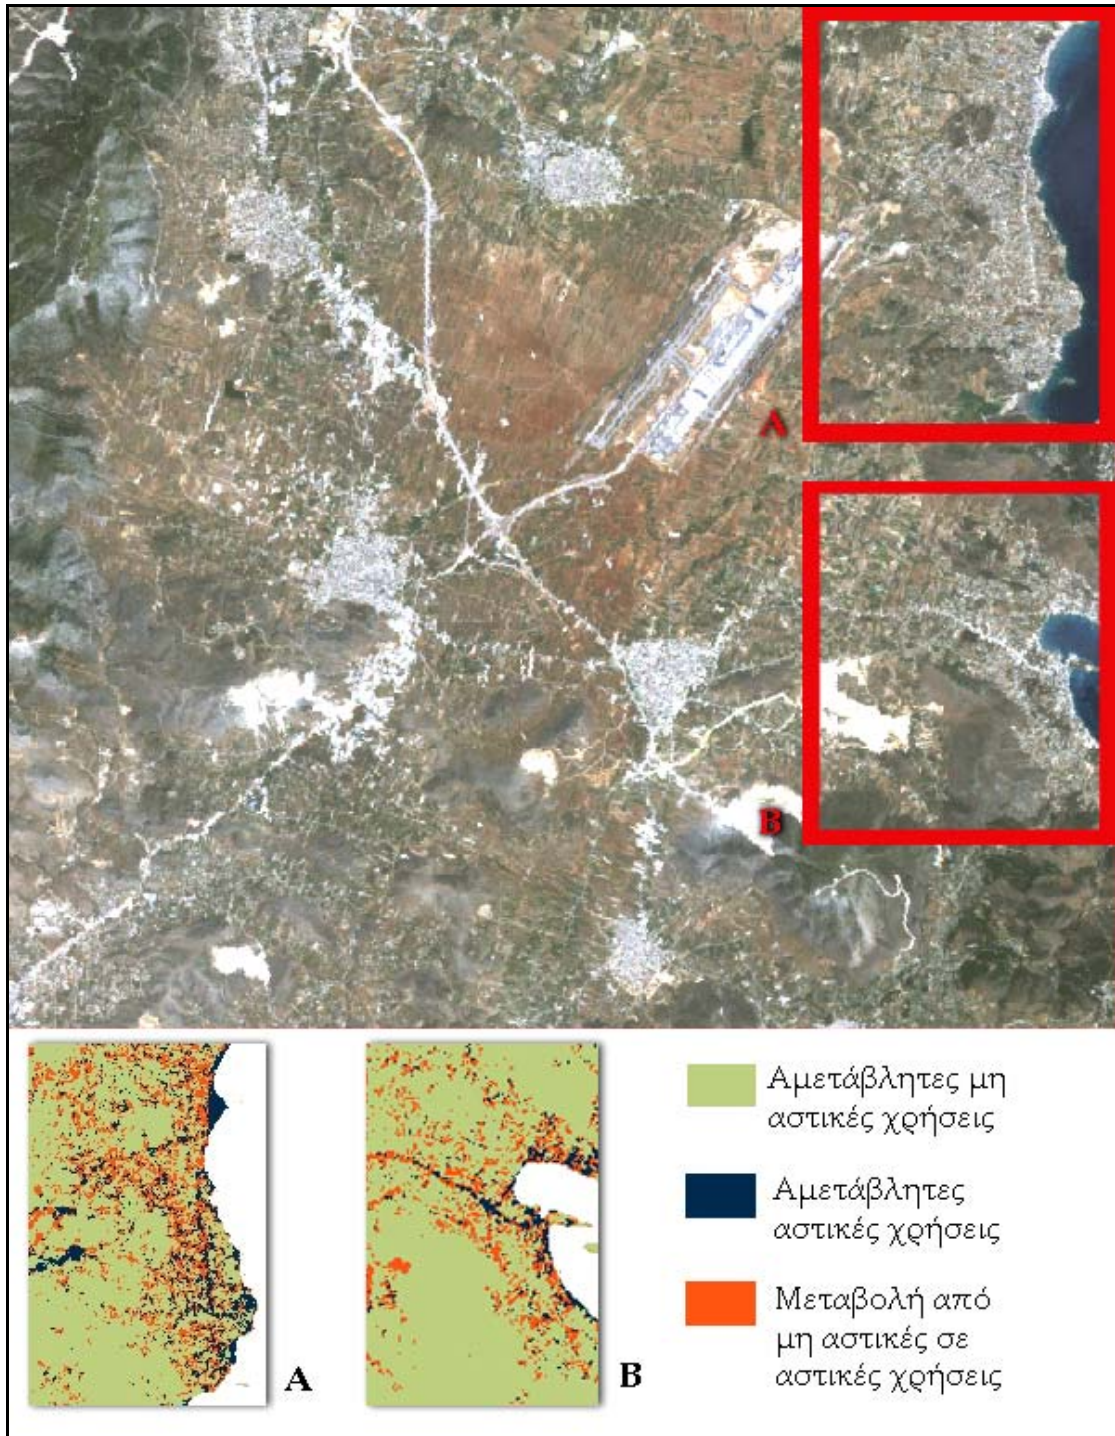 A
B
A
B
Αμετάβλητες μη
αστικές χρήσεις
Αμετάβλητες
αστικές χρήσεις
Μεταβολή από
μη αστικές σε
αστικές χρήσεις